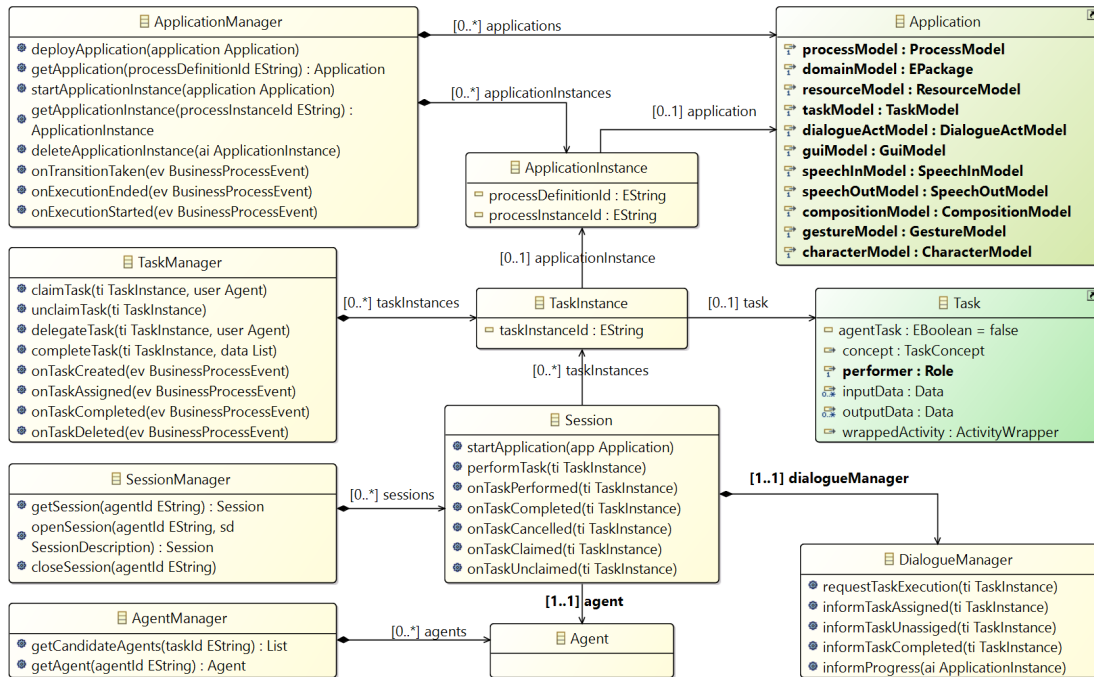 ApplicationManager
deployApplication(application Application)
getApplication(processDefinitionId EString) : Application
startApplicationInstance(application Application)
getApplicationInstance(processInstanceId EString) :
ApplicationInstance
deleteApplicationInstance(ai ApplicationInstance)
onTransitionTaken(ev BusinessProcessEvent)
onExecutionEnded(ev BusinessProcessEvent)
onExecutionStarted(ev BusinessProcessEvent)
[0..*] applications
[0..*] applicationInstances
[0..1] application
Application
processModel : ProcessModel
domainModel : EPackage
resourceModel : ResourceModel
taskModel : TaskModel
dialogueActModel : DialogueActModel
guiModel : GuiModel
speechInModel : SpeechInModel
speechOutModel : SpeechOutModel
compositionModel : CompositionModel
gestureModel : GestureModel
characterModel : CharacterModel
ApplicationInstance
processDefinitionId : EString
processInstanceId : EString
[0..1] applicationInstance
TaskManager
claimTask(ti TaskInstance, user Agent)
unclaimTask(ti TaskInstance)
delegateTask(ti TaskInstance, user Agent)
completeTask(ti TaskInstance, data List)
onTaskCreated(ev BusinessProcessEvent)
onTaskAssigned(ev BusinessProcessEvent)
onTaskCompleted(ev BusinessProcessEvent)
onTaskDeleted(ev BusinessProcessEvent)
[0..*] taskInstances
TaskInstance
taskInstanceId : EString
[0..1] task
Task
agentTask : EBoolean = false
concept : TaskConcept
performer : Role
inputData : Data
outputData : Data
wrappedActivity : ActivityWrapper
[0..*] taskInstances
Session
startApplication(app Application)
performTask(ti TaskInstance)
onTaskPerformed(ti TaskInstance)
onTaskCompleted(ti TaskInstance)
onTaskCancelled(ti TaskInstance)
onTaskClaimed(ti TaskInstance)
onTaskUnclaimed(ti TaskInstance)
SessionManager
getSession(agentId EString) : Session
openSession(agentId EString, sd
SessionDescription) : Session
closeSession(agentId EString)
[0..*] sessions
[1..1] dialogueManager
DialogueManager
requestTaskExecution(ti TaskInstance)
informTaskAssigned(ti TaskInstance)
informTaskUnassiged(ti TaskInstance)
informTaskCompleted(ti TaskInstance)
informProgress(ai ApplicationInstance)
[1..1] agent
AgentManager
getCandidateAgents(taskId EString) : List
getAgent(agentId EString) : Agent
[0..*] agents
Agent